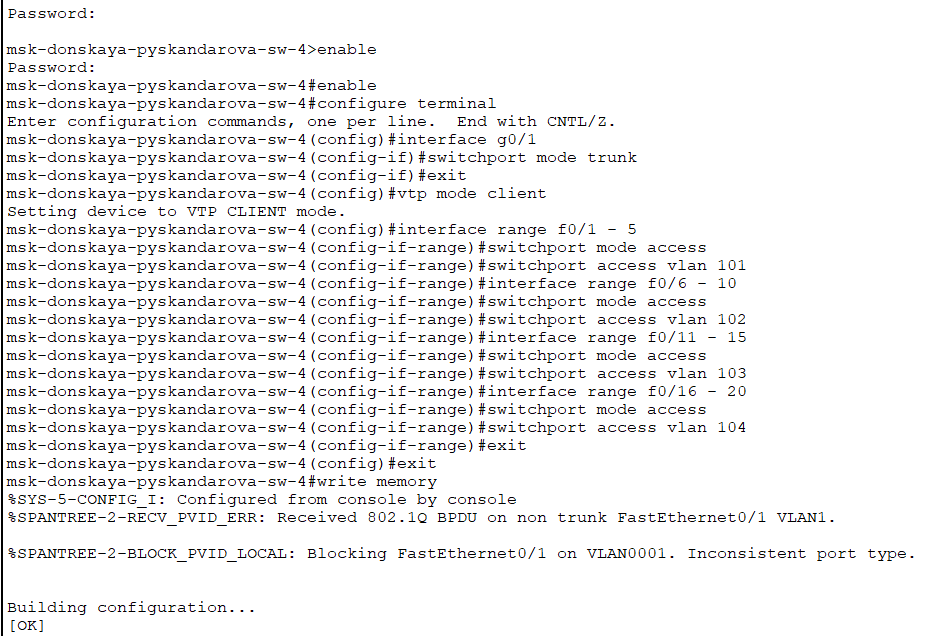 Password:
msk-donskaya-pyskandarova-sw-4>enable
Password:
msk-donskaya-pyskandarova-sw-4#enable
msk-donskaya-pyskandarova-sw-4#configure terminal
Enter configuration commands, one per line.  End with CNTL/Z.
msk-donskaya-pyskandarova-sw-4(config)#interface g0/1
msk-donskaya-pyskandarova-sw-4(config-if)#switchport mode trunk
msk-donskaya-pyskandarova-sw-4(config-if)#exit
msk-donskaya-pyskandarova-sw-4(config)#vtp mode client
Setting device to VTP CLIENT mode.
msk-donskaya-pyskandarova-sw-4(config)#interface range f0/1 - 5
msk-donskaya-pyskandarova-sw-4(config-if-range)#switchport mode access
msk-donskaya-pyskandarova-sw-4(config-if-range)#switchport access vlan 101
msk-donskaya-pyskandarova-sw-4(config-if-range)#interface range f0/6 - 10
msk-donskaya-pyskandarova-sw-4(config-if-range)#switchport mode access
msk-donskaya-pyskandarova-sw-4(config-if-range)#switchport access vlan 102
msk-donskaya-pyskandarova-sw-4(config-if-range)#interface range f0/11 - 15
msk-donskaya-pyskandarova-sw-4(config-if-range)#switchport mode access
msk-donskaya-pyskandarova-sw-4(config-if-range)#switchport access vlan 103
msk-donskaya-pyskandarova-sw-4(config-if-range)#interface range f0/16 - 20
msk-donskaya-pyskandarova-sw-4(config-if-range)#switchport mode access
msk-donskaya-pyskandarova-sw-4(config-if-range)#switchport access vlan 104
msk-donskaya-pyskandarova-sw-4(config-if-range)#exit
msk-donskaya-pyskandarova-sw-4(config)#exit
msk-donskaya-pyskandarova-sw-4#write memory
%SYS-5-CONFIG_I: Configured from console by console
%SPANTREE-2-RECV_PVID_ERR: Received 802.1Q BPDU on non trunk FastEthernet0/1 VLAN1.
%SPANTREE-2-BLOCK_PVID_LOCAL: Blocking FastEthernet0/1 on VLAN0001. Inconsistent port type.
Building configuration...
[OK]